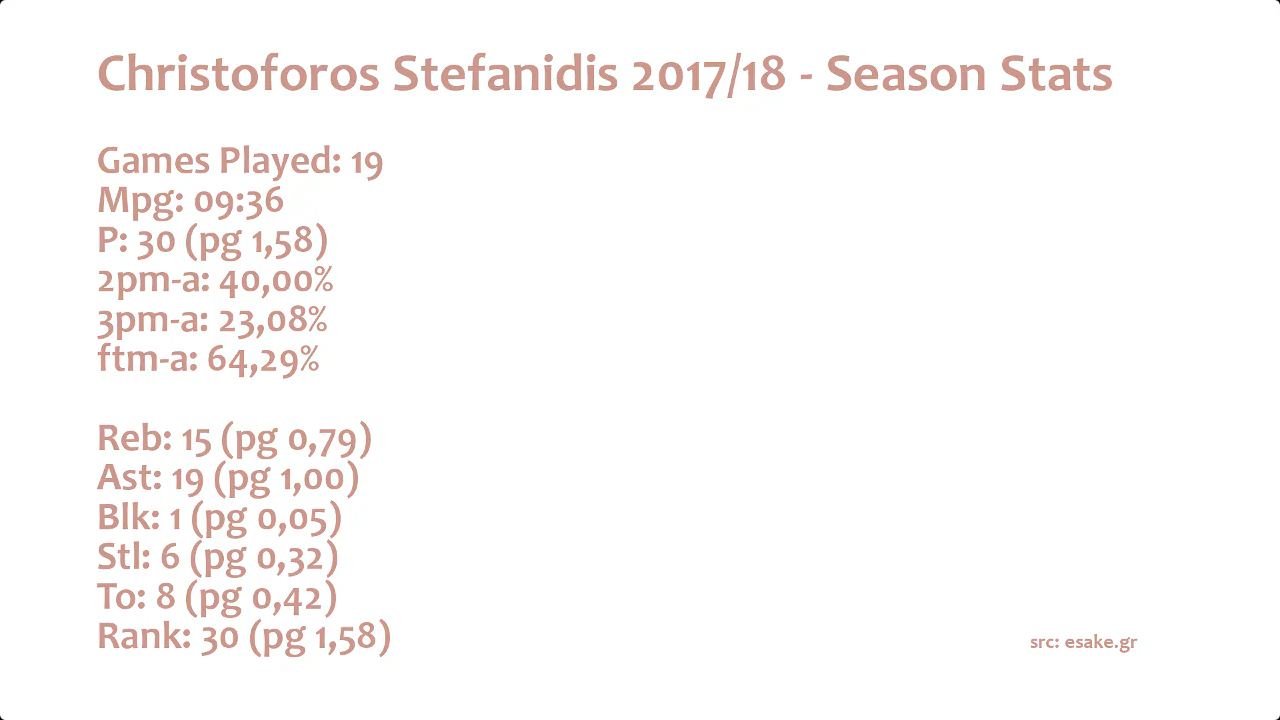 Christoforos Stefanidis 2017/18 - Season Stats
Games Played: 19
Mpg: 09:36
P: 30 (pg 1,58)
2pm-a: 40,00%
3pm-a: 23,08%
ftm-a: 64,29%
Reb: 15 (pg 0,79)
Ast: 19 (pg 1,00)
Blk: 1 (pg 0,05)
Stl: 6 (pg 0,32)
To: 8 (pg 0,42)
Rank: 30 (pg 1,58)
src: esake.gr